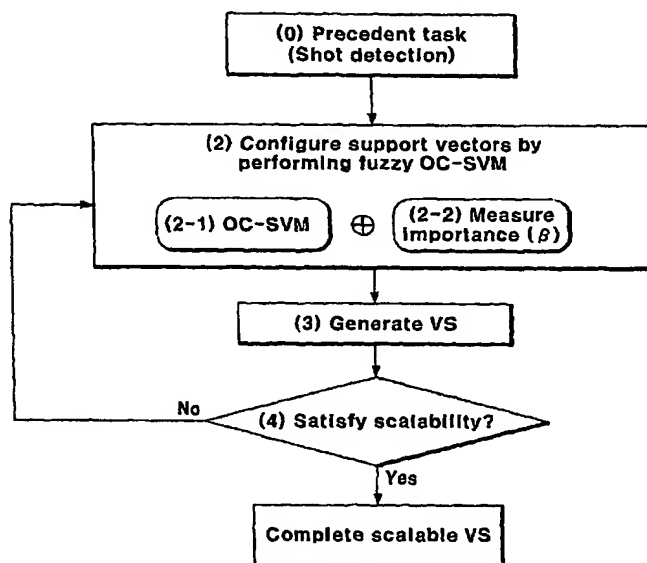 (0) Precedent task
(Shot detection)
(2) Configure support vectors by
performing fuzzy OC-SVM
(2-1) OC-SVM
⊕
(2-2) Measure
importance (β)
(3) Generate VS
(4) Satisfy scalability?
No
Yes
Complete scalable VS